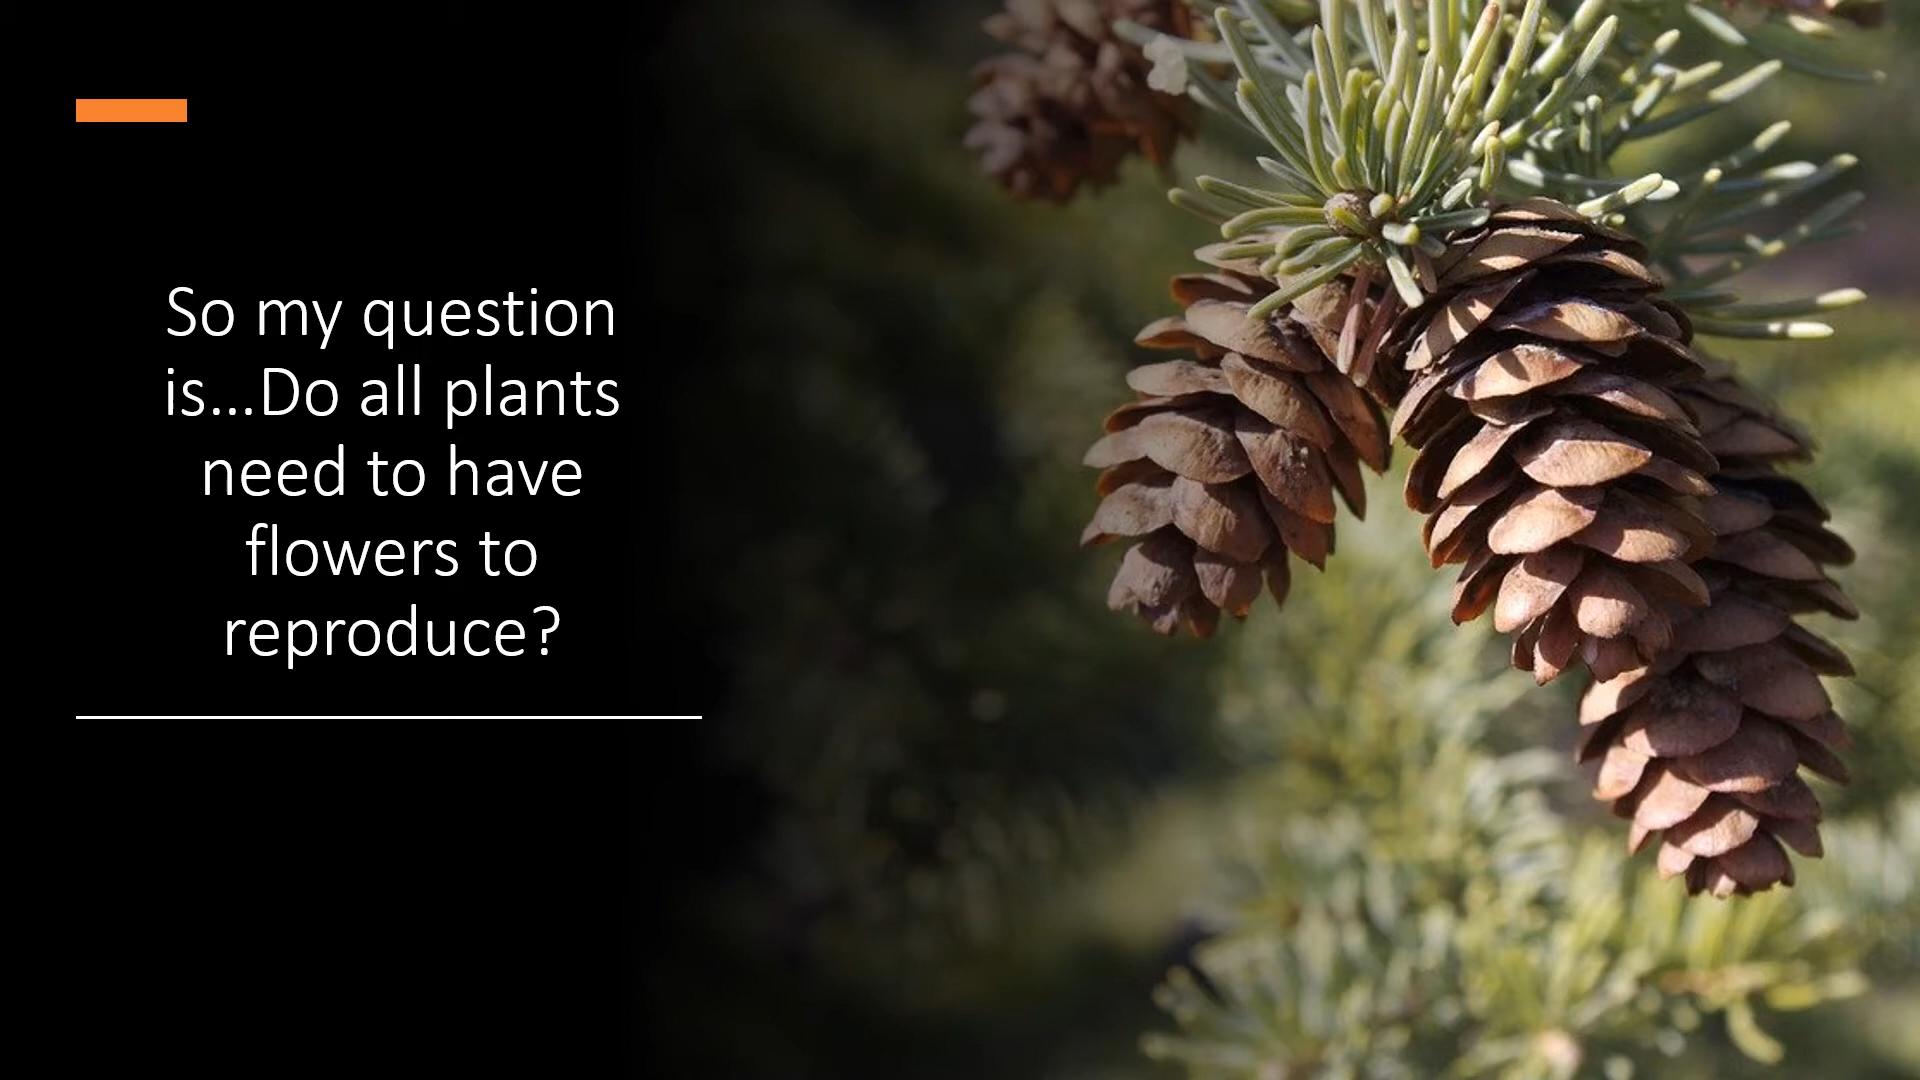 So my question
is...Do all plants
need to have
flowers to
reproduce?